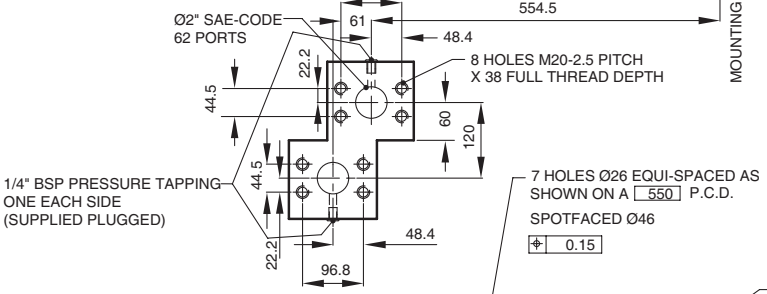 554.5
Ø2" SAE-CODE
62 PORTS
61
48.4
MOUNTING
22.2
8 HOLES M20-2.5 PITCH
X 38 FULL THREAD DEPTH
44.5
60
120
1/4" BSP PRESSURE TAPPING
ONE EACH SIDE
(SUPPLIED PLUGGED)
44.5
7 HOLES Ø26 EQUI-SPACED AS
SHOWN ON A 550 P.C.D.
SPOTFACED Ø46
⌖ 0.15
22.2
48.4
96.8